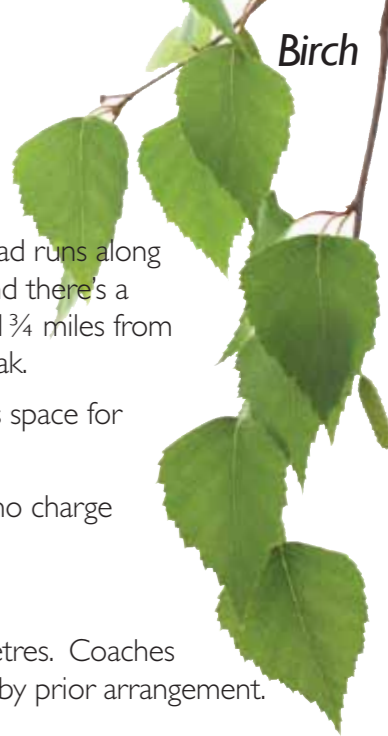 Birch
ad runs along
nd there's a
1¾ miles from
ak.
s space for
no charge
etres. Coaches
by prior arrangement.